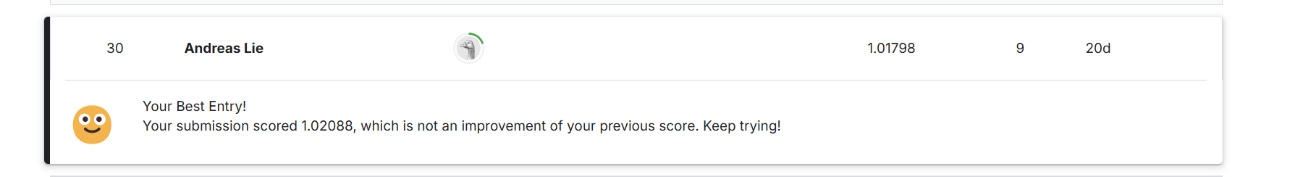 30 Andreas Lie 1.01798 9 20d
Your Best Entry!
Your submission scored 1.02088, which is not an improvement of your previous score. Keep trying!